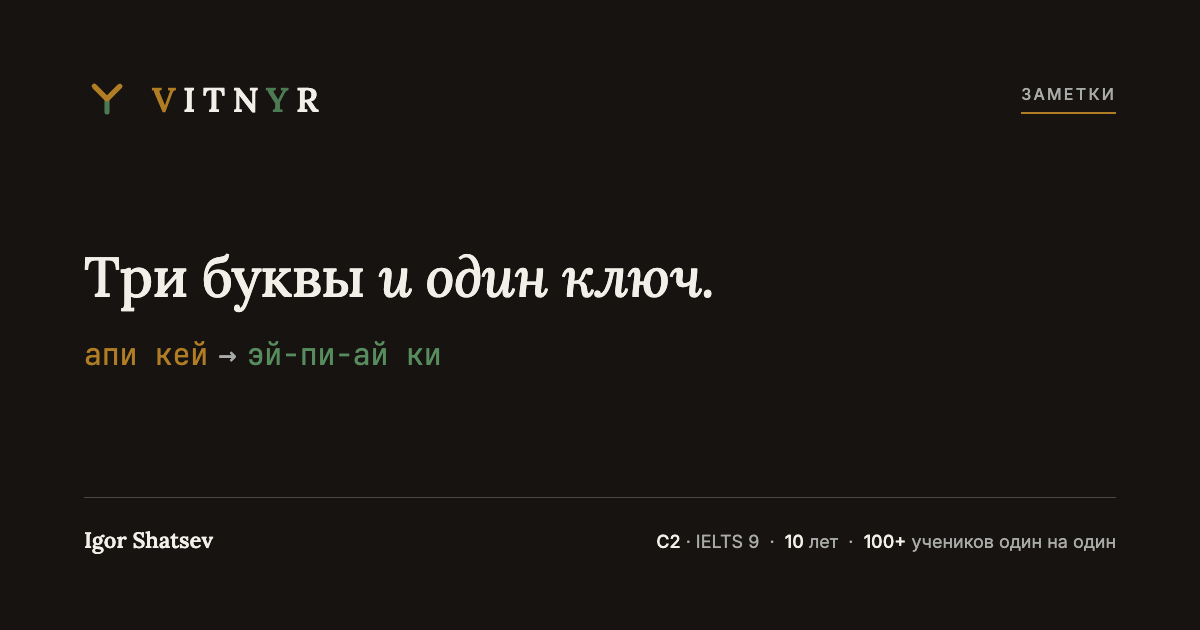 VITNYR
ЗАМЕТКИ
Три буквы и один ключ.
апи кей → эй-пи-ай ки
Igor Shatsev
C2 · IELTS 9 · 10 лет · 100+ учеников один на один